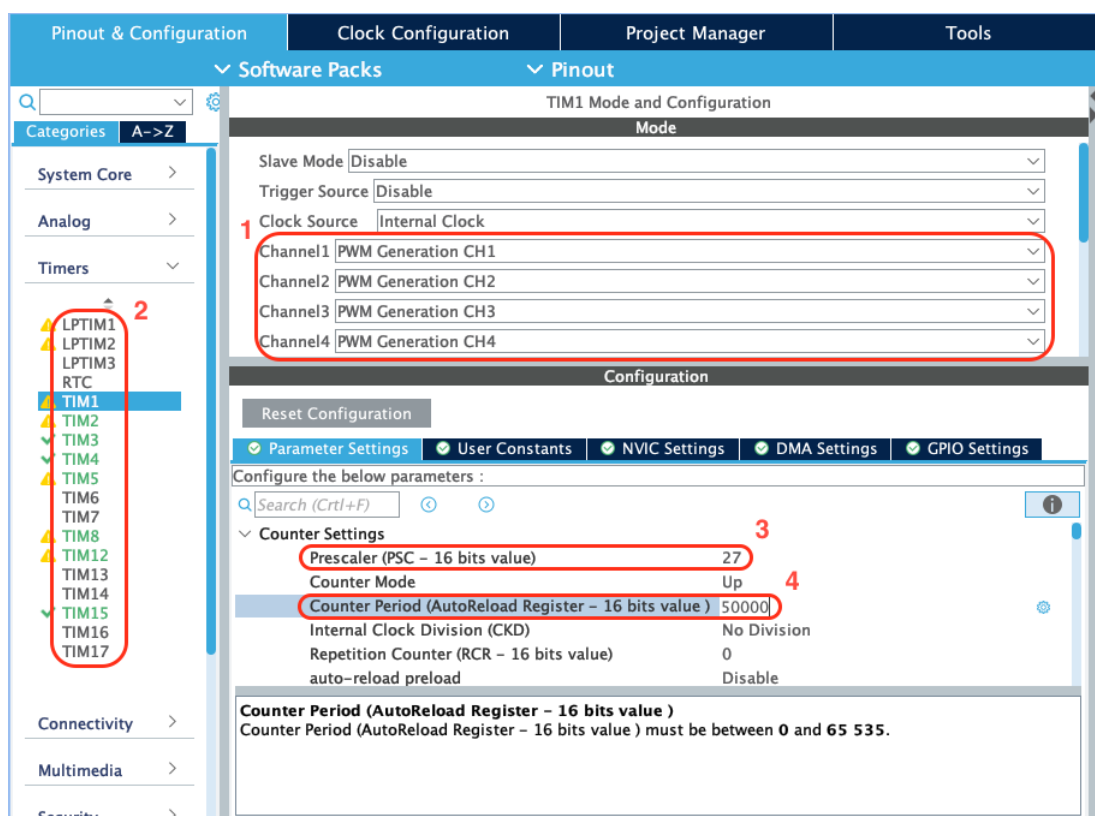 Pinout & Configuration Clock Configuration Project Manager Tools
Software Packs Pinout
TIM1 Mode and Configuration
Mode
Categories A->Z
System Core
Analog
Timers
2
LPTIM1
LPTIM2
LPTIM3
RTC
TIM1
TIM2
TIM3
TIM4
TIM5
TIM6
TIM7
TIM8
TIM12
TIM13
TIM14
TIM15
TIM16
TIM17
Connectivity
Multimedia
Slave Mode Disable
Trigger Source Disable
Clock Source Internal Clock
1
Channel1 PWM Generation CH1
Channel2 PWM Generation CH2
Channel3 PWM Generation CH3
Channel4 PWM Generation CH4
Configuration
Reset Configuration
Parameter Settings User Constants NVIC Settings DMA Settings GPIO Settings
Configure the below parameters :
Search (Crtl+F)
Counter Settings
3
Prescaler (PSC - 16 bits value) 27
Counter Mode Up
4
Counter Period (AutoReload Register - 16 bits value ) 50000
Internal Clock Division (CKD) No Division
Repetition Counter (RCR - 16 bits value) 0
auto-reload preload Disable
Counter Period (AutoReload Register - 16 bits value )
Counter Period (AutoReload Register - 16 bits value ) must be between 0 and 65 535.